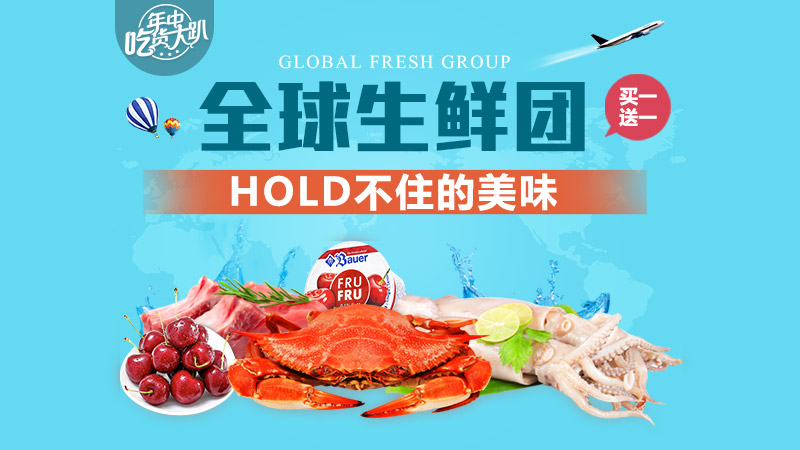 年中
吃货大趴
GLOBAL FRESH GROUP
全球生鲜团
买一
送一
HOLD不住的美味
Bauer
FRU
FRU